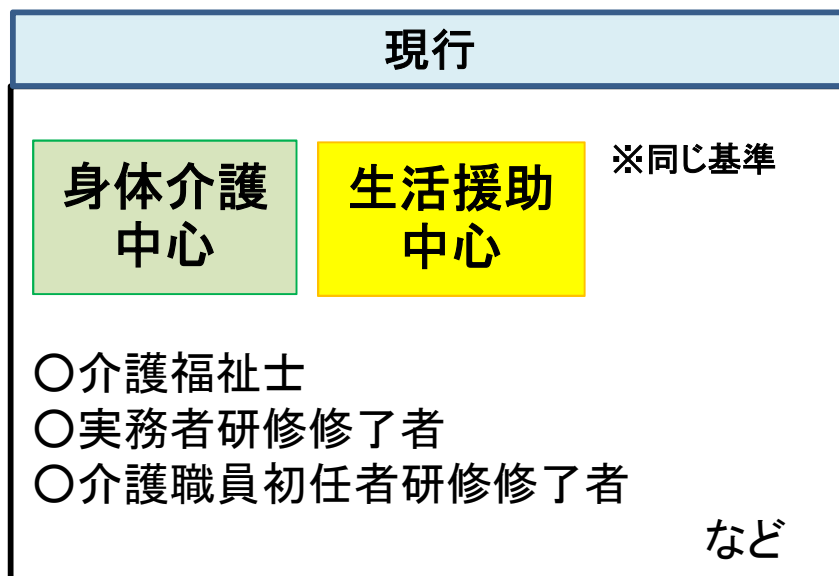 現行
身体介護
中心
生活援助
中心
※同じ基準
○介護福祉士
○実務者研修修了者
○介護職員初任者研修修了者
など